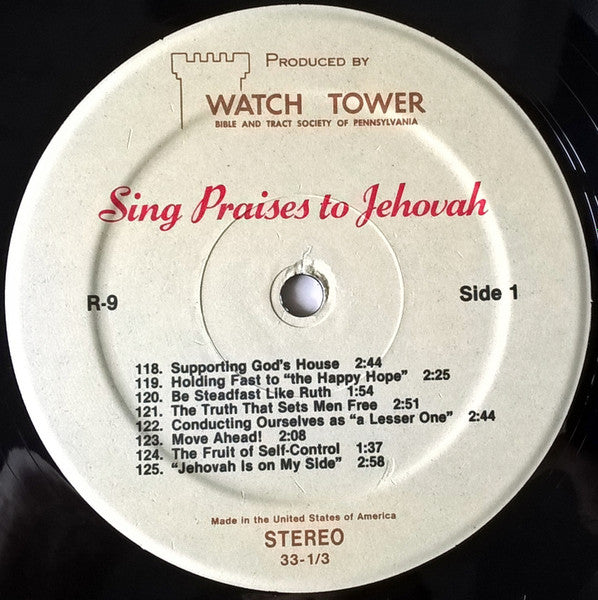 PRODUCED BY
WATCH TOWER
BIBLE AND TRACT SOCIETY OF PENNSYLVANIA
Sing Praises to Jehovah
R-9
Side 1
118. Supporting God's House 2:44
119. Holding Fast to "the Happy Hope" 2:25
120. Be Steadfast Like Ruth 1:54
121. The Truth That Sets Men Free 2:51
122. Conducting Ourselves as "a Lesser One" 2:44
123. Move Ahead! 2:08
124. The Fruit of Self-Control 1:37
125. "Jehovah Is on My Side" 2:58
Made in the United States of America
STEREO
33-1/3